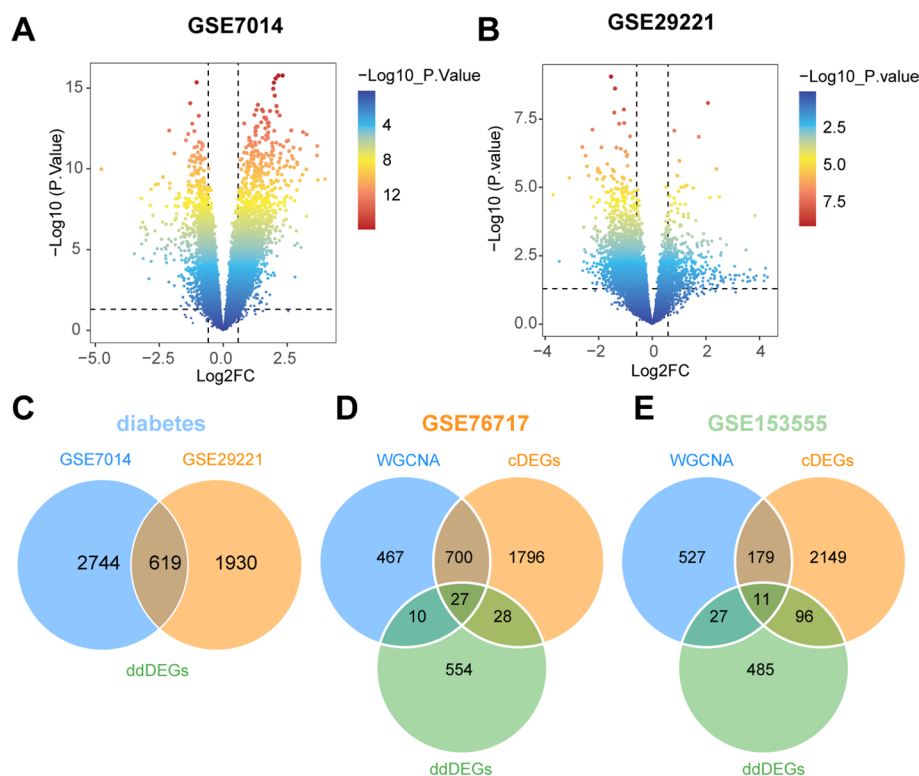 A
GSE7014
−Log10 (P.Value)
15
10
5
0
−5.0
−2.5
0.0
2.5
Log2FC
−Log10_P.Value
4
8
12
B
GSE29221
−Log10 (P.value)
7.5
5.0
2.5
0.0
−4
−2
0
2
4
Log2FC
−Log10_P.value
2.5
5.0
7.5
C
diabetes
GSE7014
GSE29221
2744
619
1930
ddDEGs
D
GSE76717
WGCNA
cDEGs
467
700
1796
27
10
28
554
ddDEGs
E
GSE153555
WGCNA
cDEGs
527
179
2149
11
27
96
485
ddDEGs